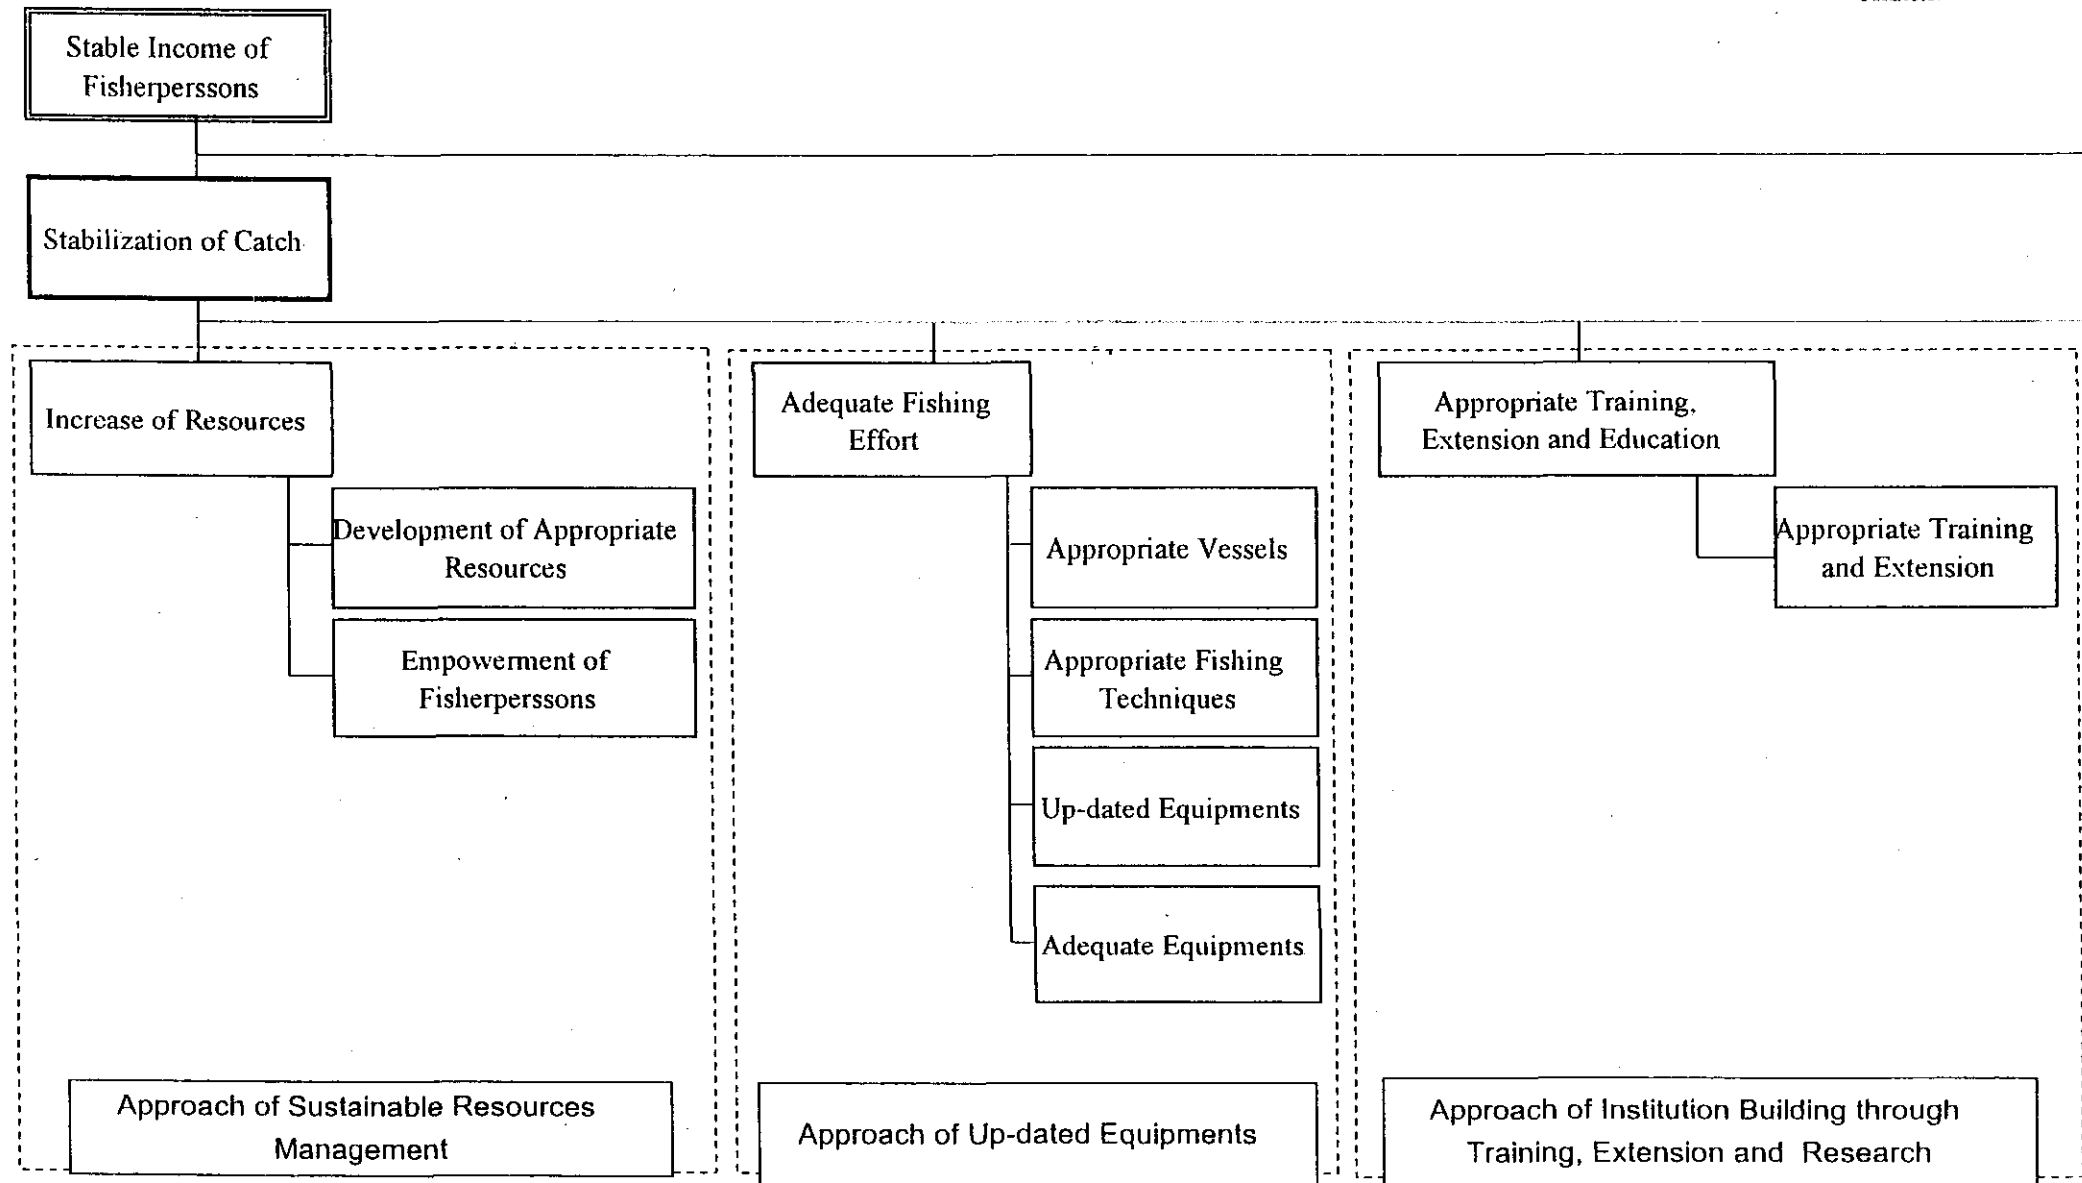 Stable Income of
Fisherperssons
Stabilization of Catch
Increase of Resources
Development of Appropriate
Resources
Empowerment of
Fisherperssons
Approach of Sustainable Resources
Management
Adequate Fishing
Effort
Appropriate Vessels
Appropriate Fishing
Techniques
Up-dated Equipments
Adequate Equipments
Approach of Up-dated Equipments
Appropriate Training,
Extension and Education
Appropriate Training
and Extension
Approach of Institution Building through
Training, Extension and Research